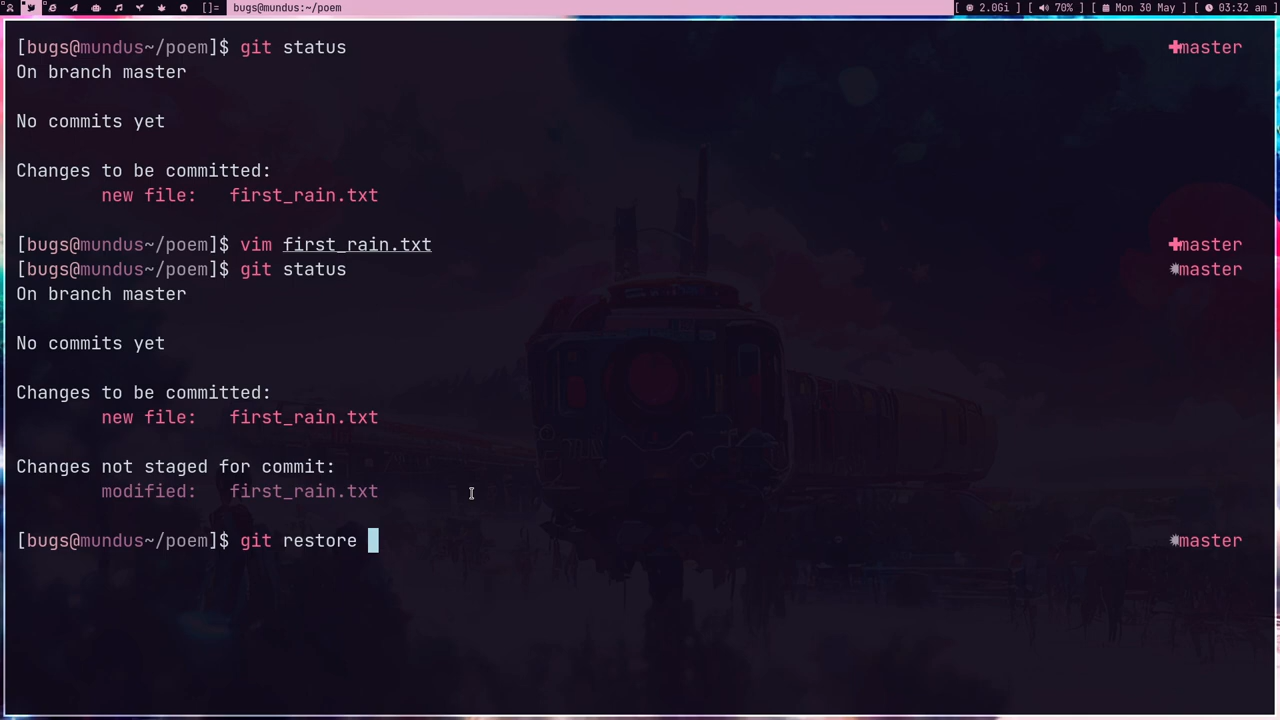 []= bugs@mundus:~/poem [ 2.0Gi ] [ 70% ] [ Mon 30 May ] [ 03:32 am ]
[bugs@mundus~/poem]$ git status master
On branch master
No commits yet
Changes to be committed:
new file: first_rain.txt
[bugs@mundus~/poem]$ vim first_rain.txt master
[bugs@mundus~/poem]$ git status master
On branch master
No commits yet
Changes to be committed:
new file: first_rain.txt
Changes not staged for commit:
modified: first_rain.txt
[bugs@mundus~/poem]$ git restore master